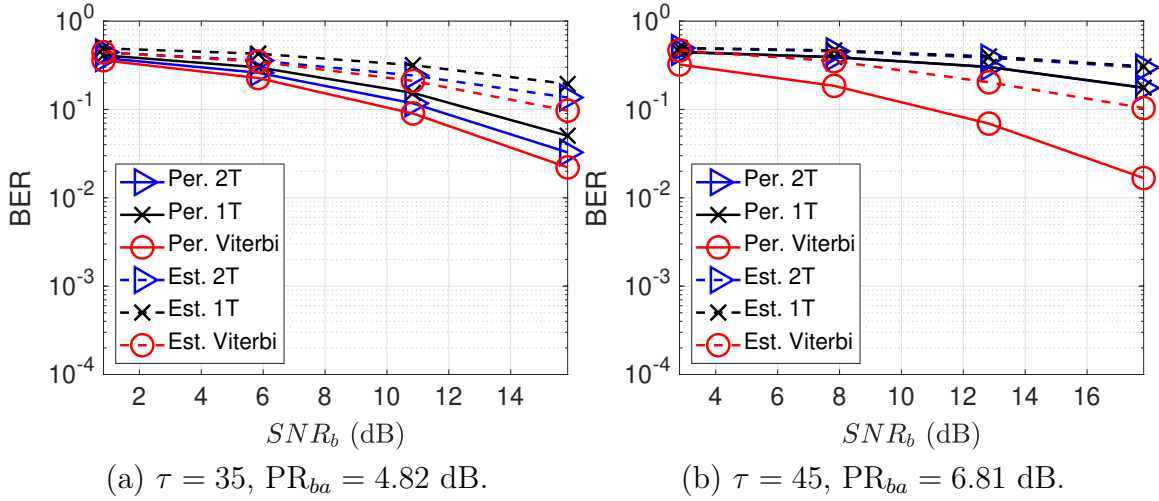 10^0
10^-1
10^-2
10^-3
10^-4
BER
Per. 2T
Per. 1T
Per. Viterbi
Est. 2T
Est. 1T
Est. Viterbi
2 4 6 8 10 12 14
SNR_b (dB)
(a) τ = 35, PR_ba = 4.82 dB.
10^0
10^-1
10^-2
10^-3
10^-4
BER
Per. 2T
Per. 1T
Per. Viterbi
Est. 2T
Est. 1T
Est. Viterbi
4 6 8 10 12 14 16
SNR_b (dB)
(b) τ = 45, PR_ba = 6.81 dB.